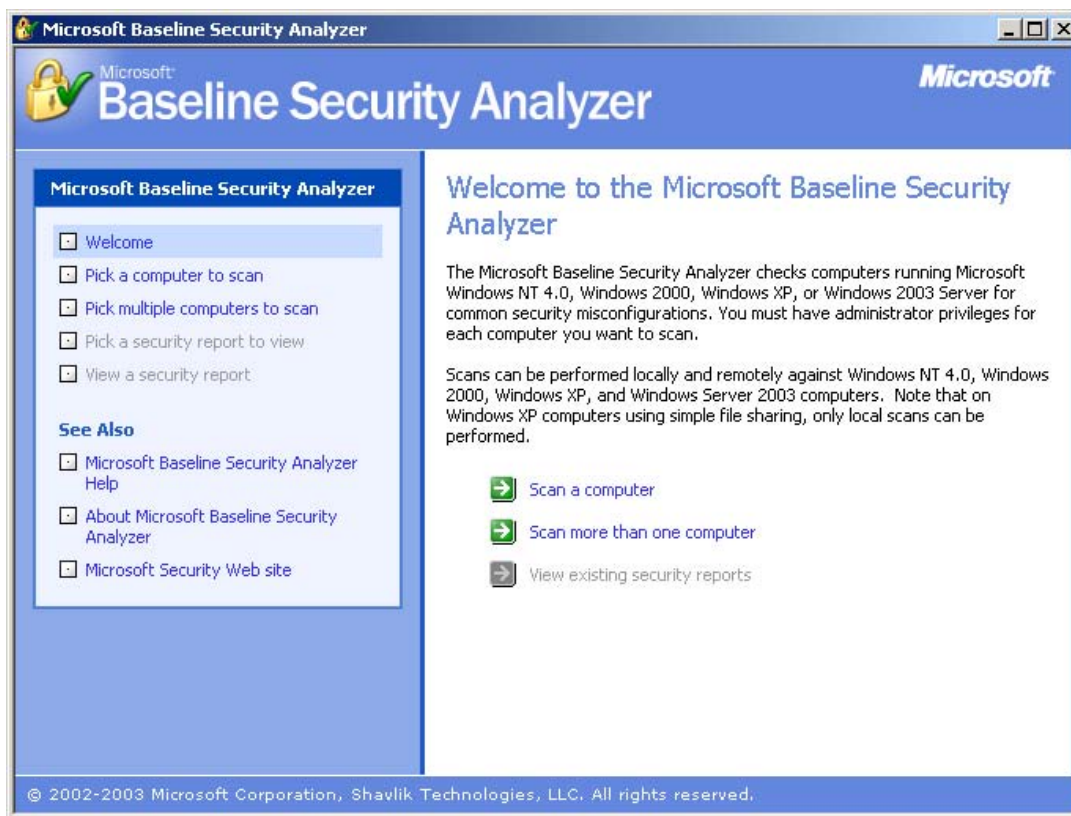 Microsoft Baseline Security Analyzer
Microsoft
Baseline Security Analyzer
Microsoft
Microsoft Baseline Security Analyzer
Welcome
Pick a computer to scan
Pick multiple computers to scan
Pick a security report to view
View a security report
See Also
Microsoft Baseline Security Analyzer
Help
About Microsoft Baseline Security
Analyzer
Microsoft Security Web site
Welcome to the Microsoft Baseline Security
Analyzer
The Microsoft Baseline Security Analyzer checks computers running Microsoft
Windows NT 4.0, Windows 2000, Windows XP, or Windows 2003 Server for
common security misconfigurations. You must have administrator privileges for
each computer you want to scan.
Scans can be performed locally and remotely against Windows NT 4.0, Windows
2000, Windows XP, and Windows Server 2003 computers. Note that on
Windows XP computers using simple file sharing, only local scans can be
performed.
Scan a computer
Scan more than one computer
View existing security reports
© 2002-2003 Microsoft Corporation, Shavlik Technologies, LLC. All rights reserved.